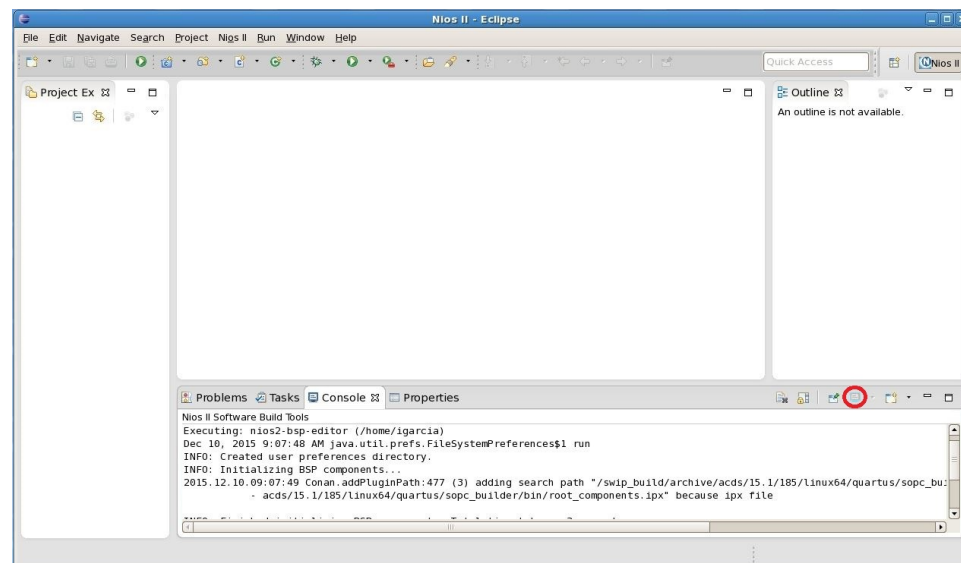 Nios II - Eclipse
File Edit Navigate Search Project Nios II Run Window Help
Quick Access
Nios II
Project Ex
Outline
An outline is not available.
Problems Tasks Console Properties
Nios II Software Build Tools
Executing: nios2-bsp-editor (/home/igarcia)
Dec 10, 2015 9:07:48 AM java.util.prefs.FileSystemPreferences$1 run
INFO: Created user preferences directory.
INFO: Initializing BSP components...
2015.12.10.09:07:49 Conan.addPluginPath:477 (3) adding search path "/swip_build/archive/acds/15.1/185/linux64/quartus/sopc_bu
- acds/15.1/185/linux64/quartus/sopc_builder/bin/root_components.ipx" because ipx file